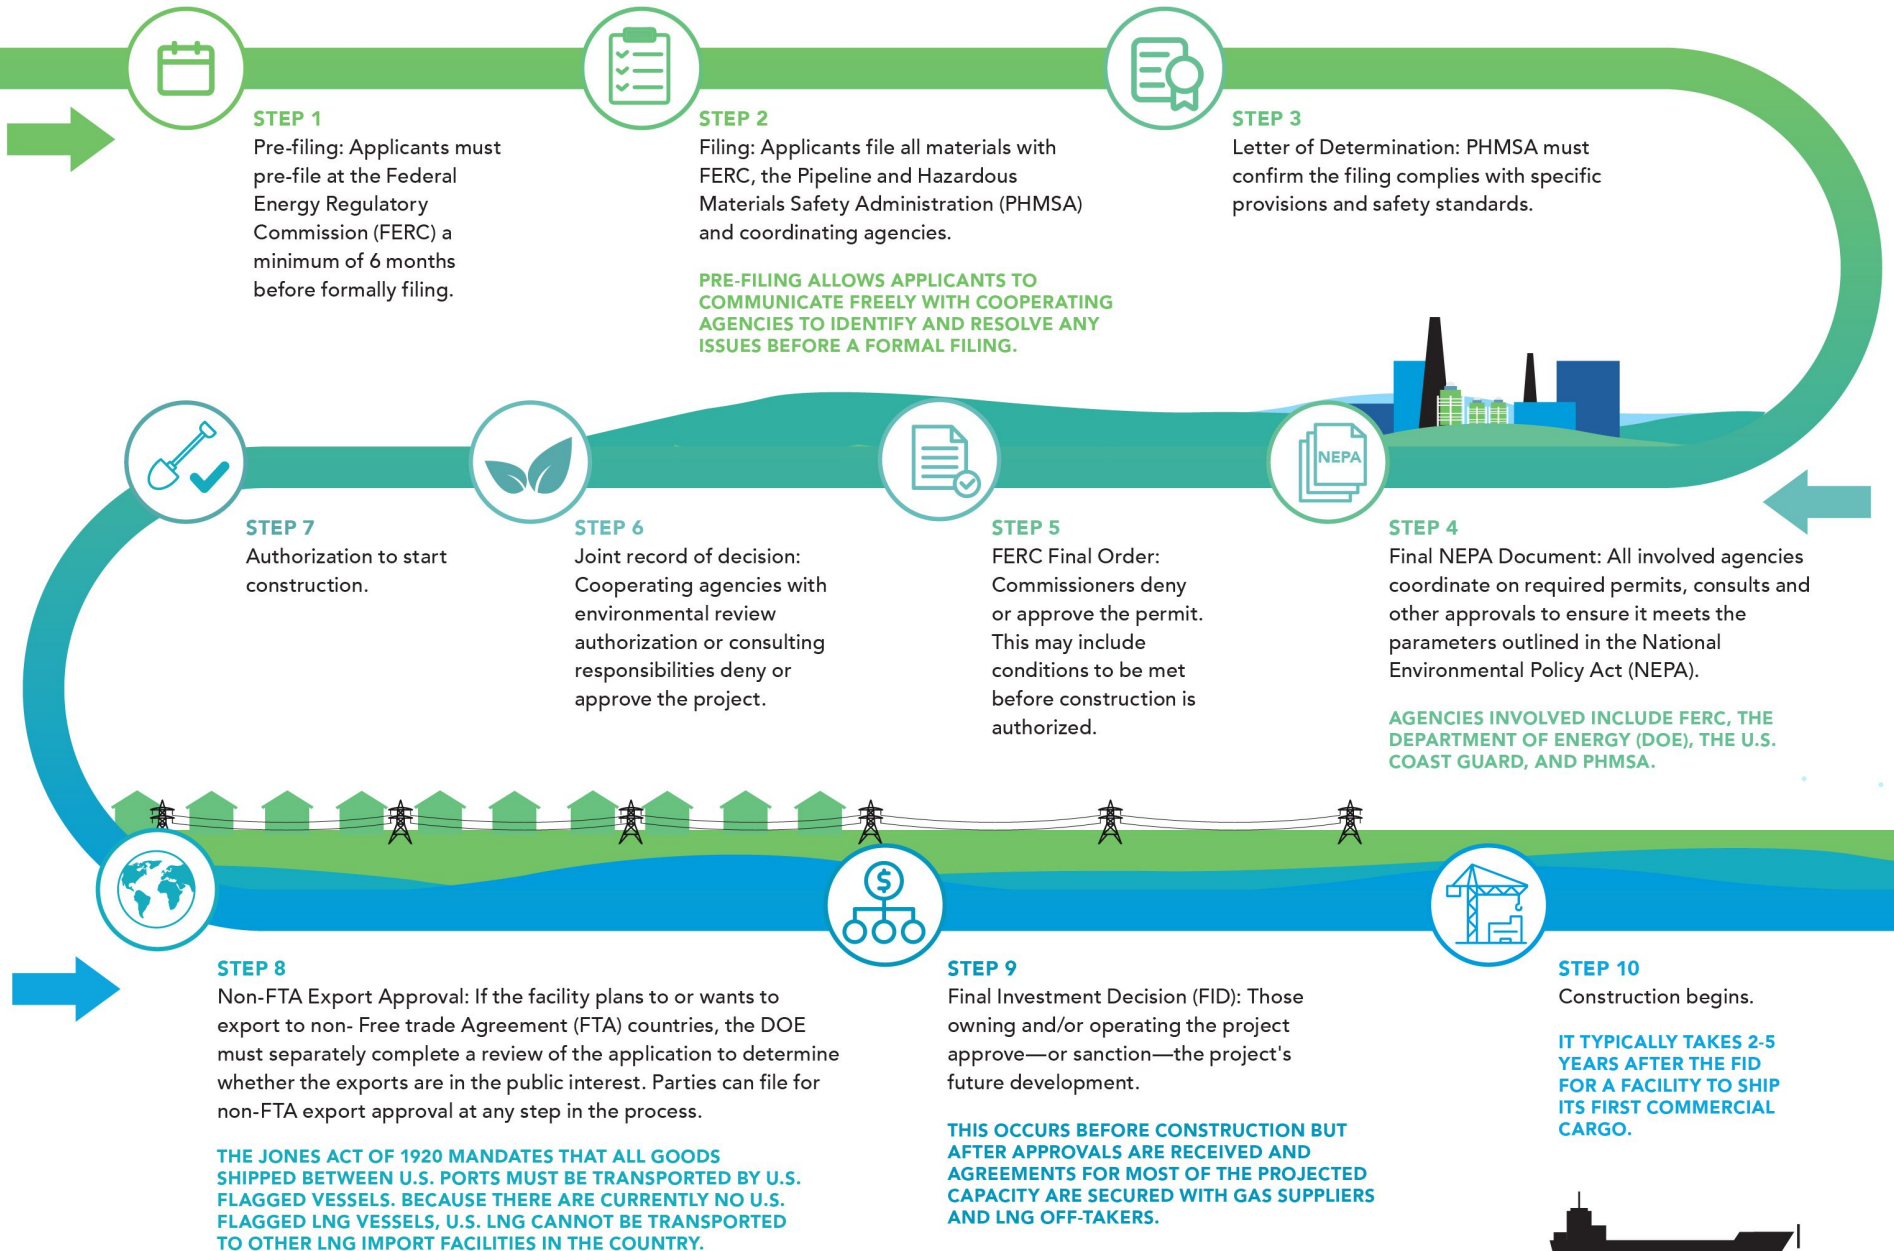 STEP 1
Pre-filing: Applicants must
pre-file at the Federal
Energy Regulatory
Commission (FERC) a
minimum of 6 months
before formally filing.
STEP 2
Filing: Applicants file all materials with
FERC, the Pipeline and Hazardous
Materials Safety Administration (PHMSA)
and coordinating agencies.
PRE-FILING ALLOWS APPLICANTS TO
COMMUNICATE FREELY WITH COOPERATING
AGENCIES TO IDENTIFY AND RESOLVE ANY
ISSUES BEFORE A FORMAL FILING.
STEP 3
Letter of Determination: PHMSA must
confirm the filing complies with specific
provisions and safety standards.
NEPA
STEP 4
Final NEPA Document: All involved agencies
coordinate on required permits, consults and
other approvals to ensure it meets the
parameters outlined in the National
Environmental Policy Act (NEPA).
AGENCIES INVOLVED INCLUDE FERC, THE
DEPARTMENT OF ENERGY (DOE), THE U.S.
COAST GUARD, AND PHMSA.
STEP 5
FERC Final Order:
Commissioners deny
or approve the permit.
This may include
conditions to be met
before construction is
authorized.
STEP 6
Joint record of decision:
Cooperating agencies with
environmental review
authorization or consulting
responsibilities deny or
approve the project.
STEP 7
Authorization to start
construction.
STEP 8
Non-FTA Export Approval: If the facility plans to or wants to
export to non- Free trade Agreement (FTA) countries, the DOE
must separately complete a review of the application to determine
whether the exports are in the public interest. Parties can file for
non-FTA export approval at any step in the process.
THE JONES ACT OF 1920 MANDATES THAT ALL GOODS
SHIPPED BETWEEN U.S. PORTS MUST BE TRANSPORTED BY U.S.
FLAGGED VESSELS. BECAUSE THERE ARE CURRENTLY NO U.S.
FLAGGED LNG VESSELS, U.S. LNG CANNOT BE TRANSPORTED
TO OTHER LNG IMPORT FACILITIES IN THE COUNTRY.
$
STEP 9
Final Investment Decision (FID): Those
owning and/or operating the project
approve—or sanction—the project's
future development.
THIS OCCURS BEFORE CONSTRUCTION BUT
AFTER APPROVALS ARE RECEIVED AND
AGREEMENTS FOR MOST OF THE PROJECTED
CAPACITY ARE SECURED WITH GAS SUPPLIERS
AND LNG OFF-TAKERS.
STEP 10
Construction begins.
IT TYPICALLY TAKES 2-5
YEARS AFTER THE FID
FOR A FACILITY TO SHIP
ITS FIRST COMMERCIAL
CARGO.